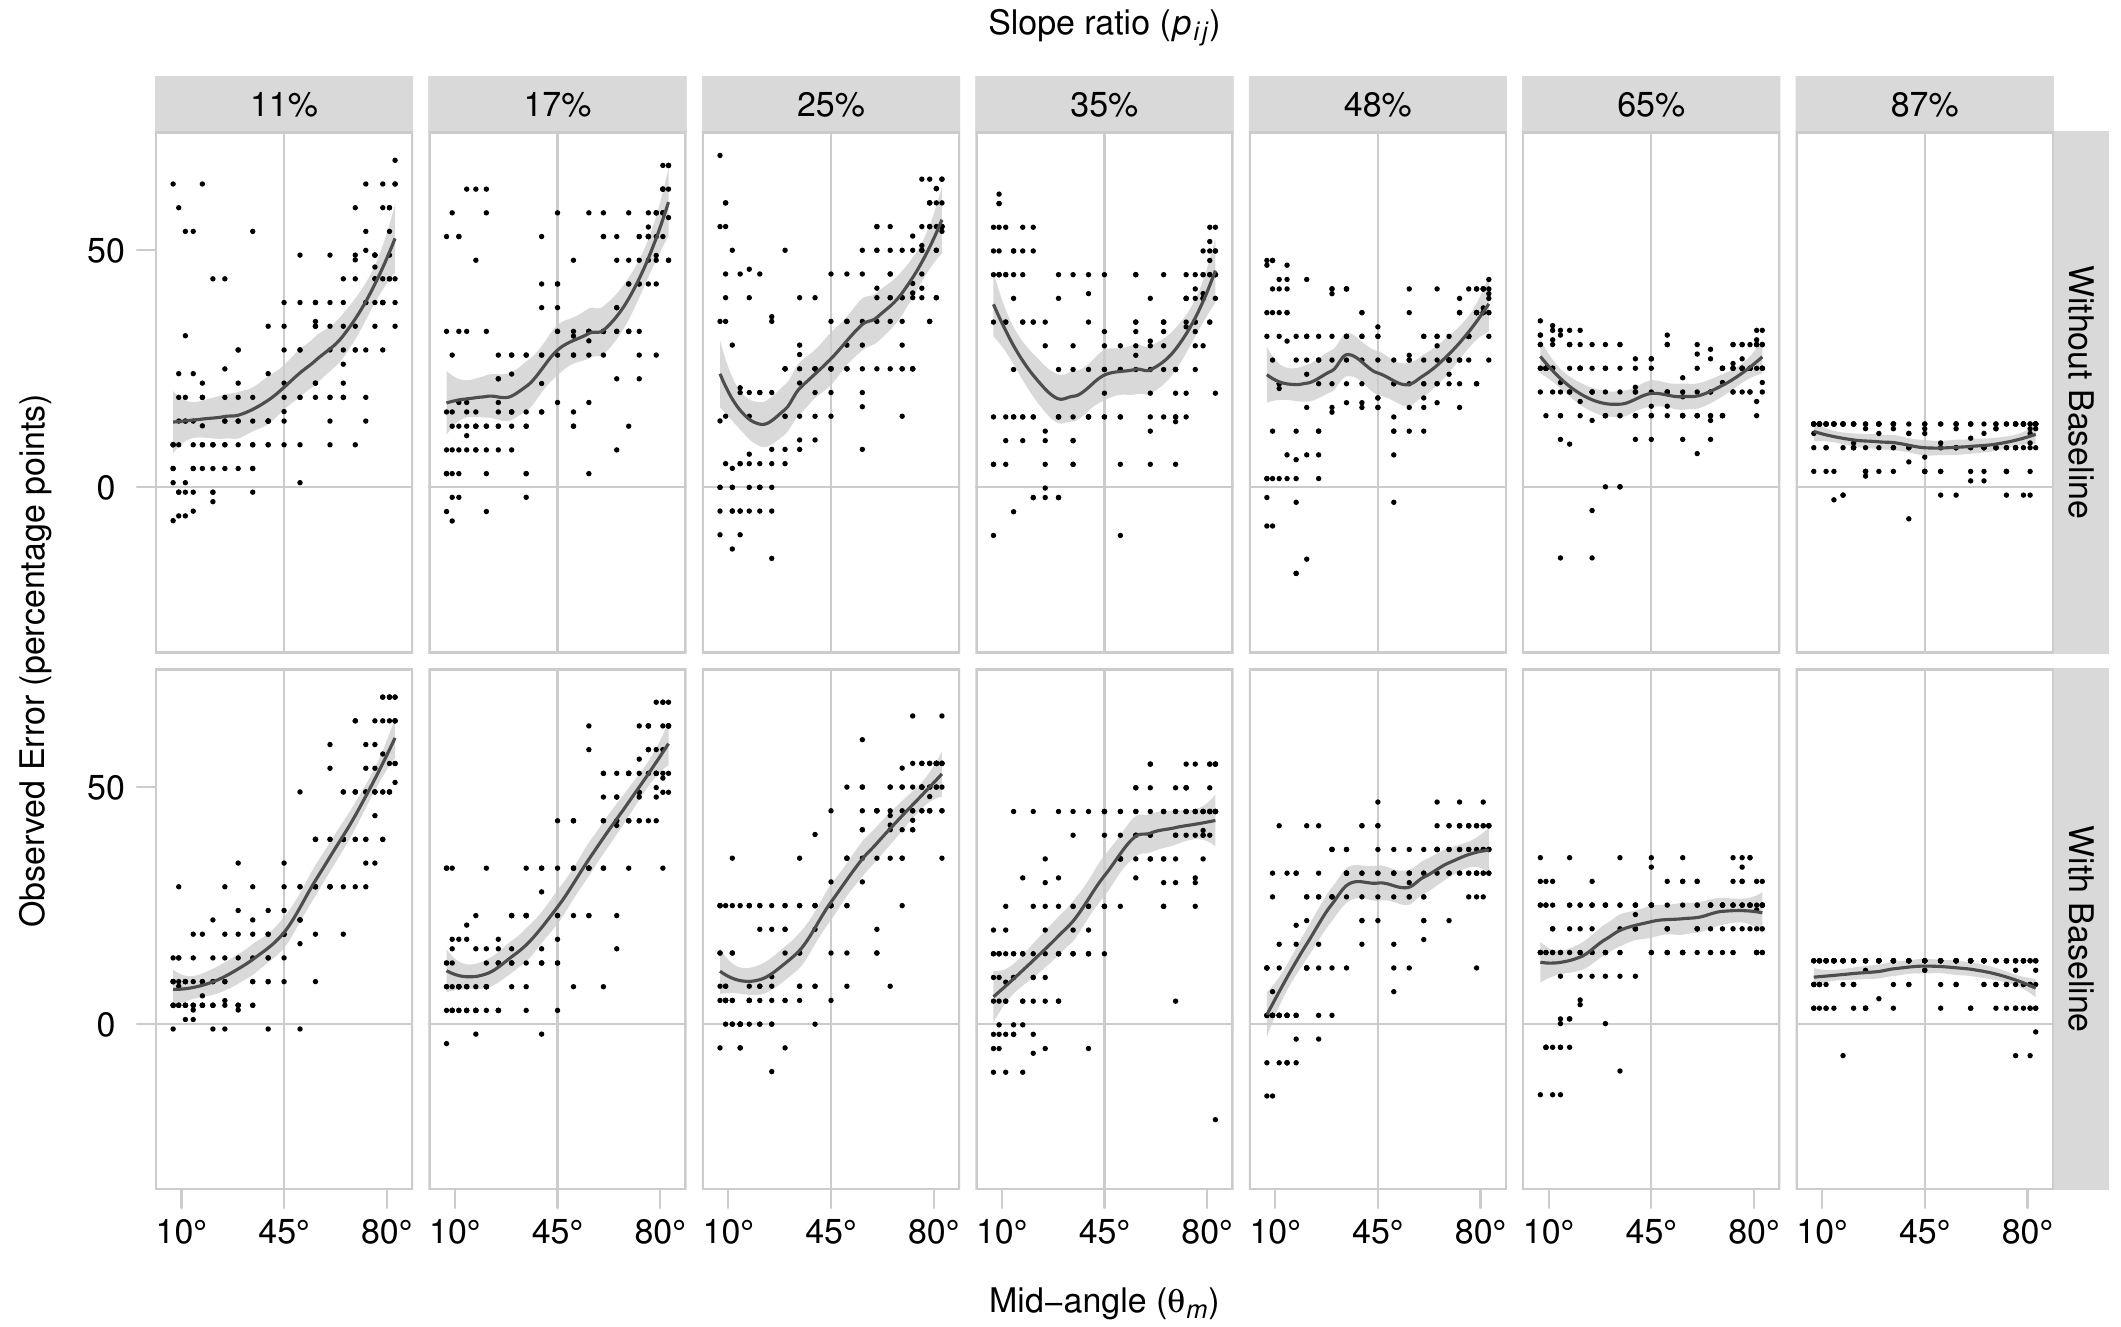 Slope ratio (pij)
11% 17% 25% 35% 48% 65% 87%
Observed Error (percentage points)
50
0
Without Baseline
50
0
With Baseline
10° 45° 80° 10° 45° 80° 10° 45° 80° 10° 45° 80° 10° 45° 80° 10° 45° 80° 10° 45° 80°
Mid−angle (θm)